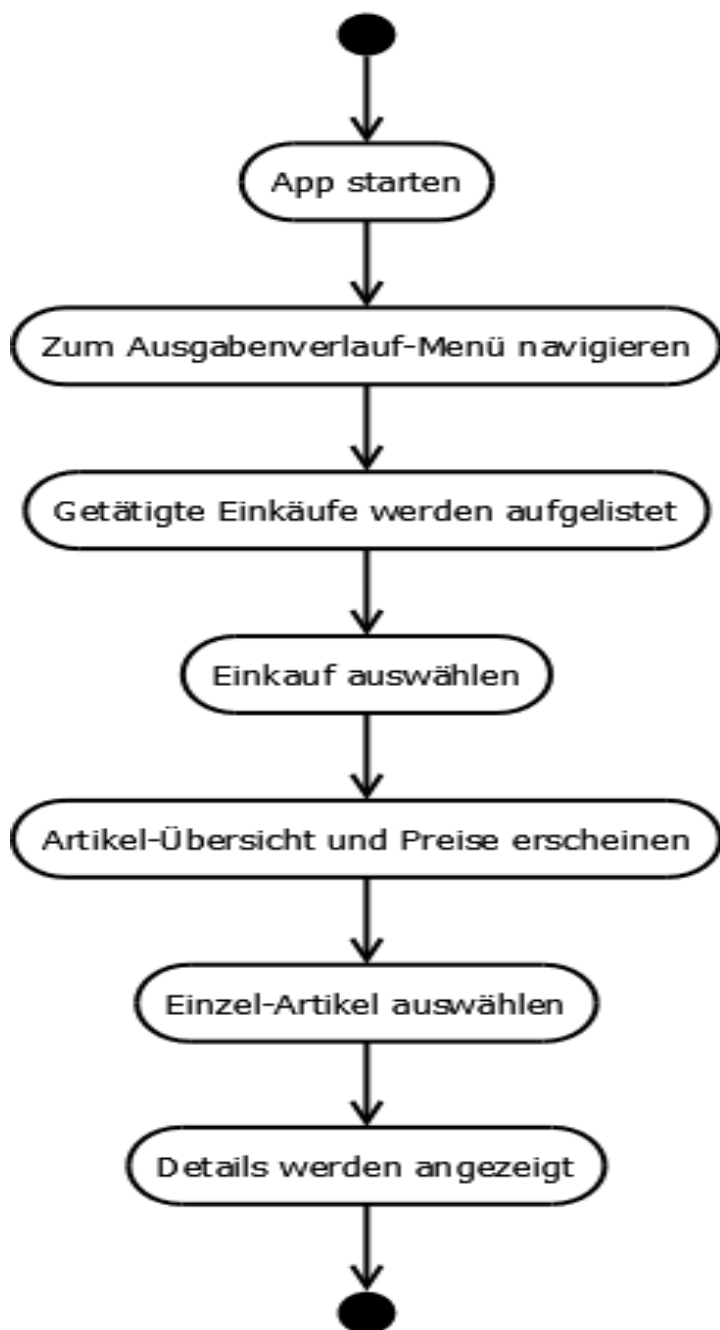 App starten
Zum Ausgabenverlauf-Menü navigieren
Getätigte Einkäufe werden aufgelistet
Einkauf auswählen
Artikel-Übersicht und Preise erscheinen
Einzel-Artikel auswählen
Details werden angezeigt